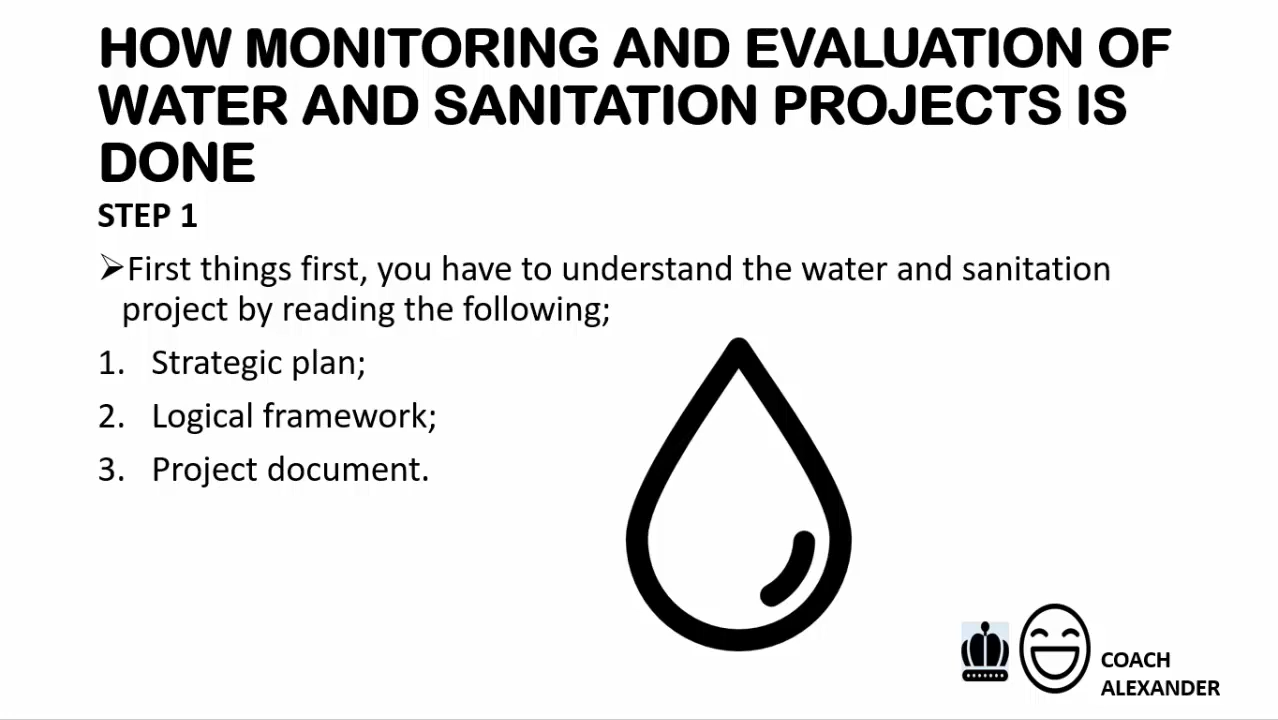 HOW MONITORING AND EVALUATION OF
WATER AND SANITATION PROJECTS IS
DONE
STEP 1
➢First things first, you have to understand the water and sanitation
project by reading the following;
1. Strategic plan;
2. Logical framework;
3. Project document.
COACH
ALEXANDER